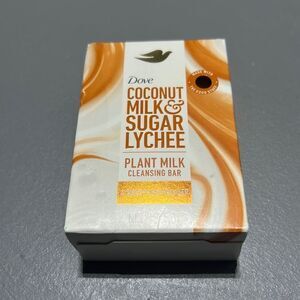 Dove
COCONUT
MILK &
SUGAR
LYCHEE
PLANT MILK
CLEANSING BAR